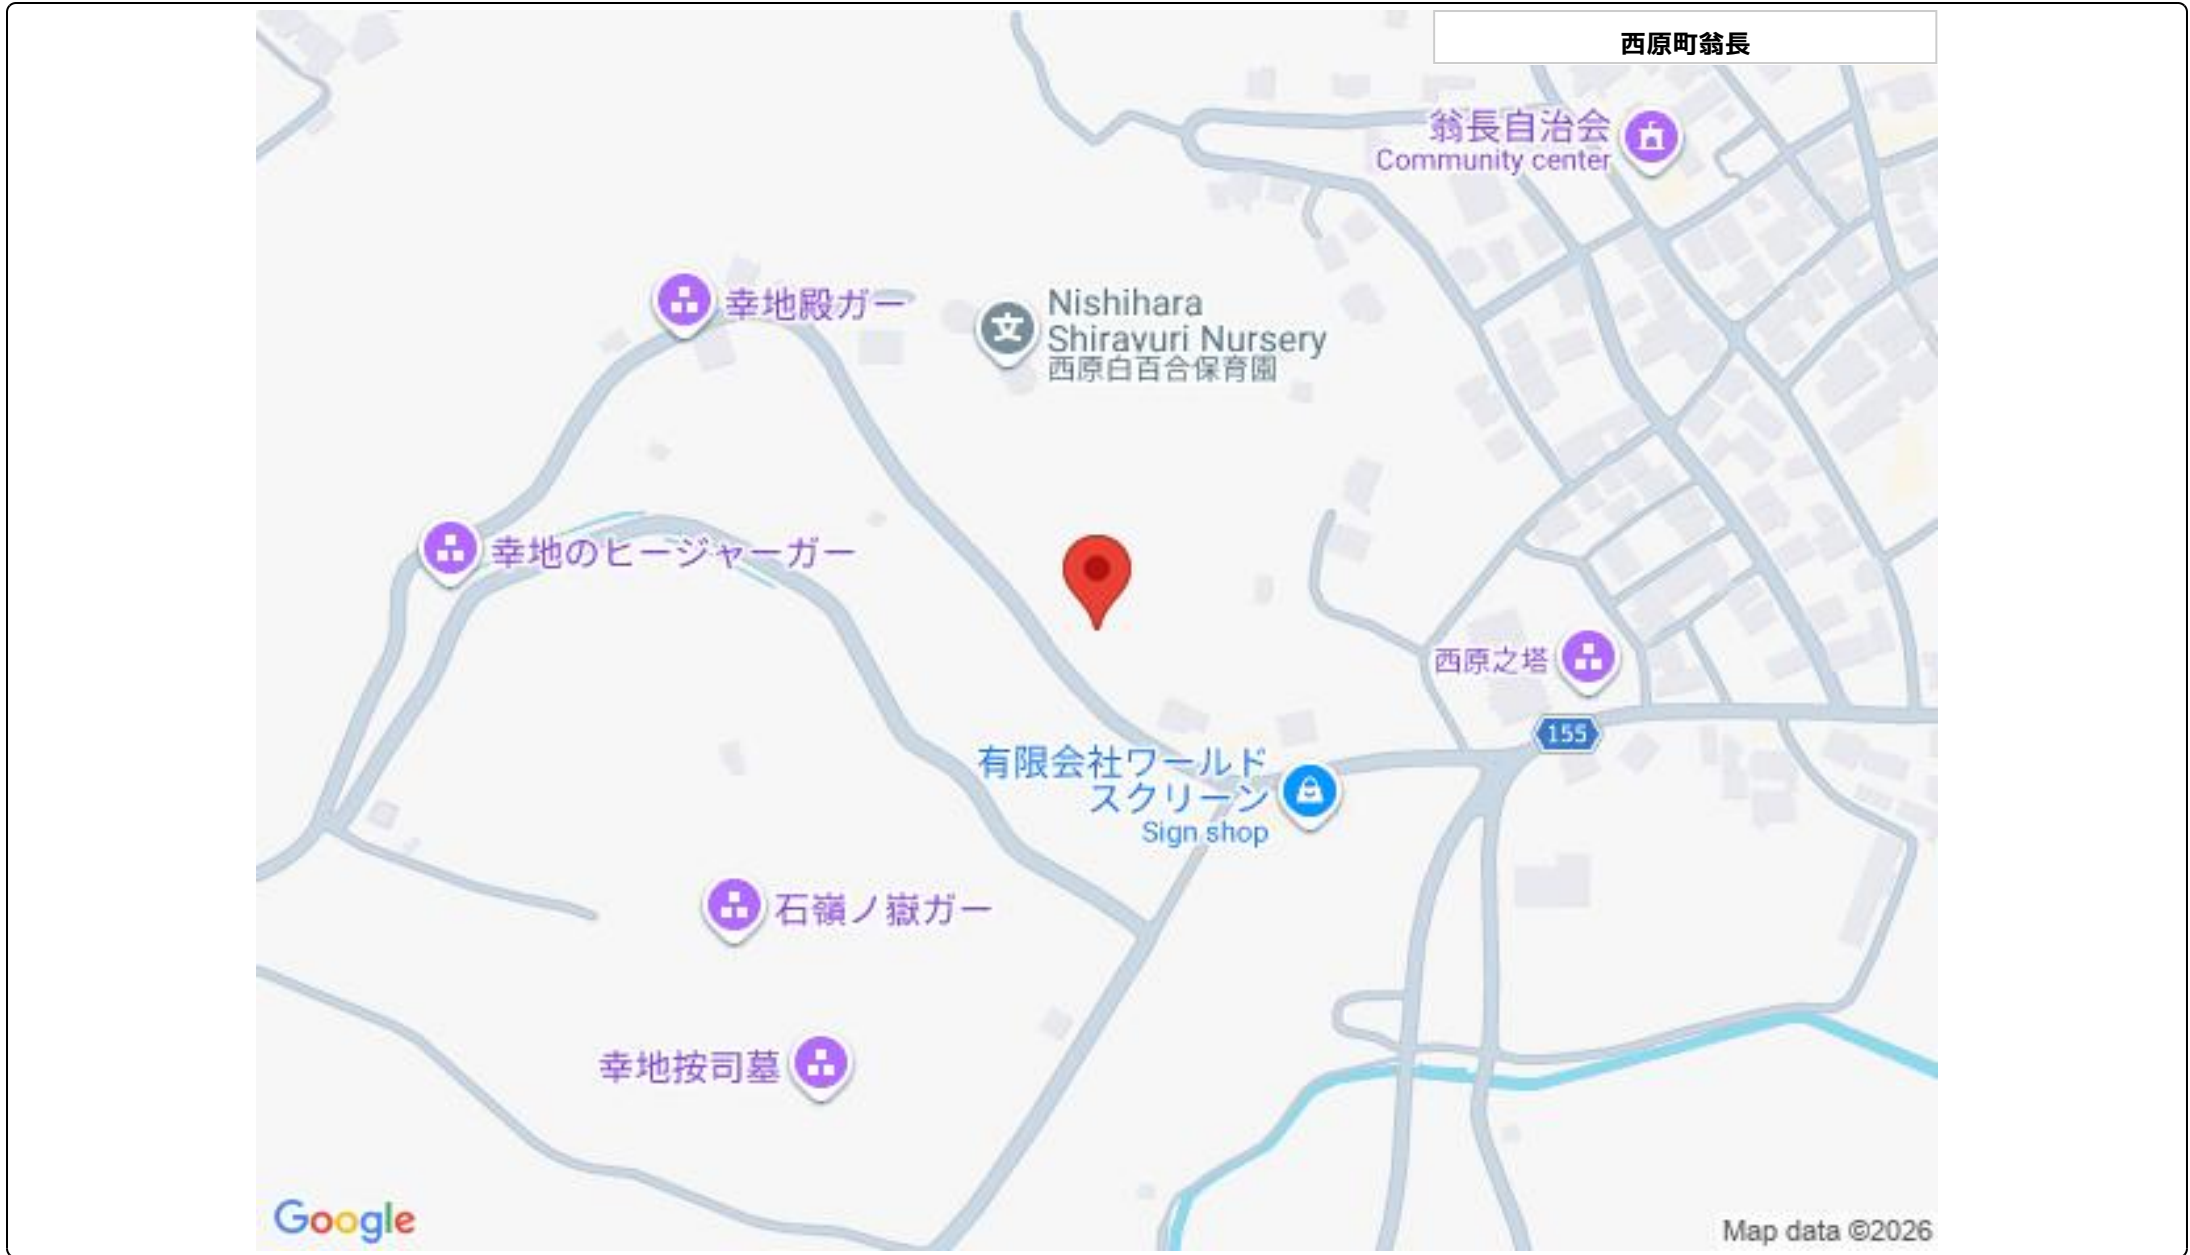 西原町翁長
翁長自治会
Community center
幸地殿ガー
Nishihara
Shirayuri Nursery
西原白百合保育園
幸地のヒージャーガー
西原之塔
155
有限会社ワールド
スクリーン
Sign shop
石嶺ノ嶽ガー
幸地按司墓
Google
Map data ©2026